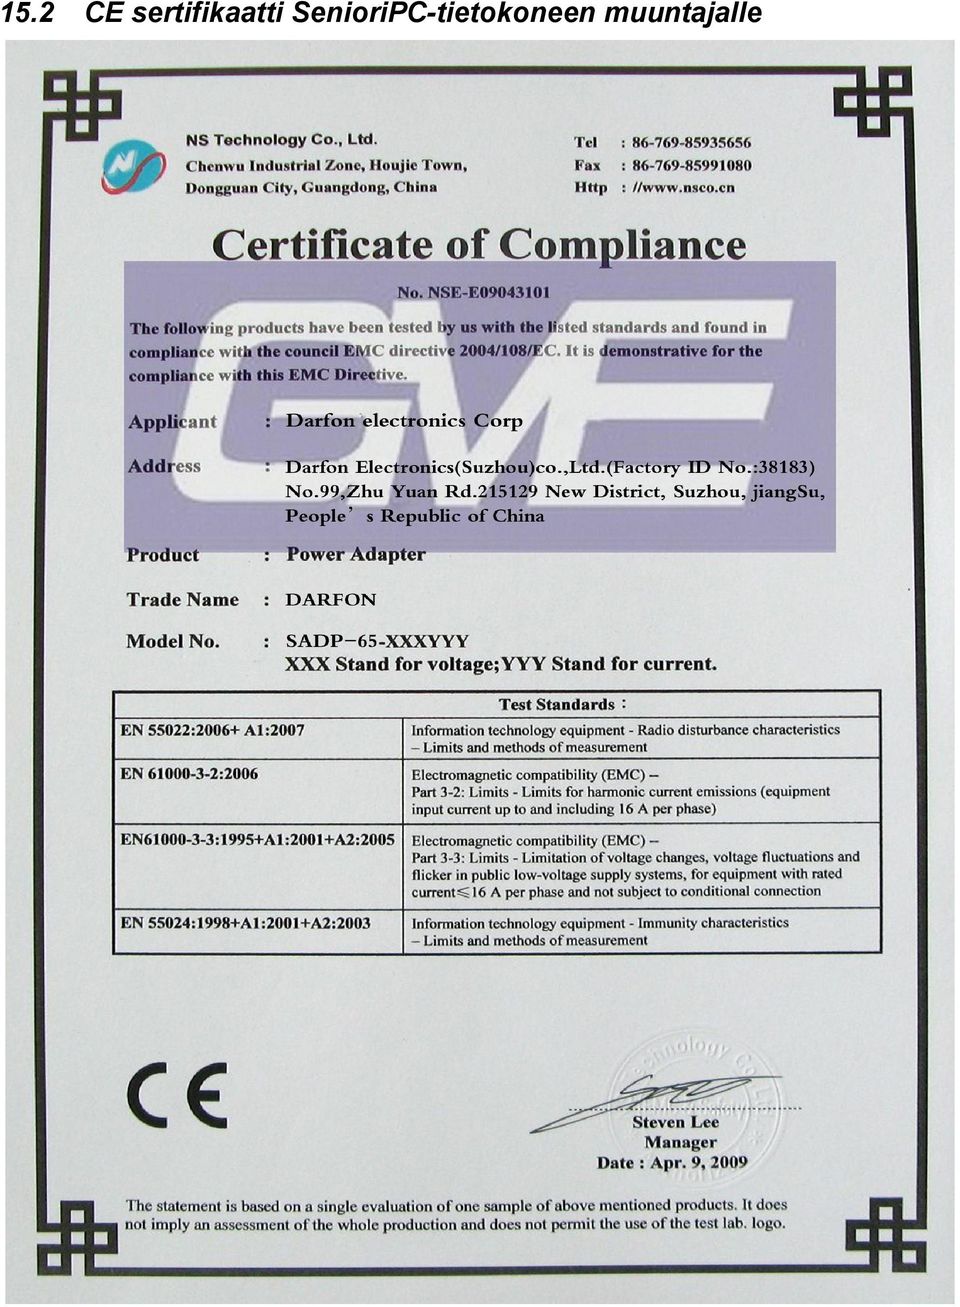 15.2 CE sertifikaatti SenioriPC-tietokoneen muuntajalle
NS Technology Co., Ltd.
Chenwu Industrial Zone, Houjie Town,
Dongguan City, Guangdong, China
Tel : 86-769-85935656
Fax : 86-769-85991080
Http : //www.nsco.cn
Certificate of Compliance
No. NSE-E09043101
The following products have been tested by us with the listed standards and found in
compliance with the council EMC directive 2004/108/EC. It is demonstrative for the
compliance with this EMC Directive.
Applicant : Darfon electronics Corp
Address : Darfon Electronics(Suzhou)co.,Ltd.(Factory ID No.:38183)
No.99,Zhu Yuan Rd.215129 New District, Suzhou, jiangSu,
People’s Republic of China
Product : Power Adapter
Trade Name : DARFON
Model No. : SADP-65-XXXYYY
XXX Stand for voltage;YYY Stand for current.
Test Standards :
EN 55022:2006+ A1:2007
Information technology equipment - Radio disturbance characteristics
– Limits and methods of measurement
EN 61000-3-2:2006
Electromagnetic compatibility (EMC) –
Part 3-2: Limits - Limits for harmonic current emissions (equipment
input current up to and including 16 A per phase)
EN61000-3-3:1995+A1:2001+A2:2005
Electromagnetic compatibility (EMC) –
Part 3-3: Limits - Limitation of voltage changes, voltage fluctuations and
flicker in public low-voltage supply systems, for equipment with rated
current≤16 A per phase and not subject to conditional connection
EN 55024:1998+A1:2001+A2:2003
Information technology equipment - Immunity characteristics
– Limits and methods of measurement
CE
Steven Lee
Manager
Date : Apr. 9, 2009
The statement is based on a single evaluation of one sample of above mentioned products. It does
not imply an assessment of the whole production and does not permit the use of the test lab. logo.